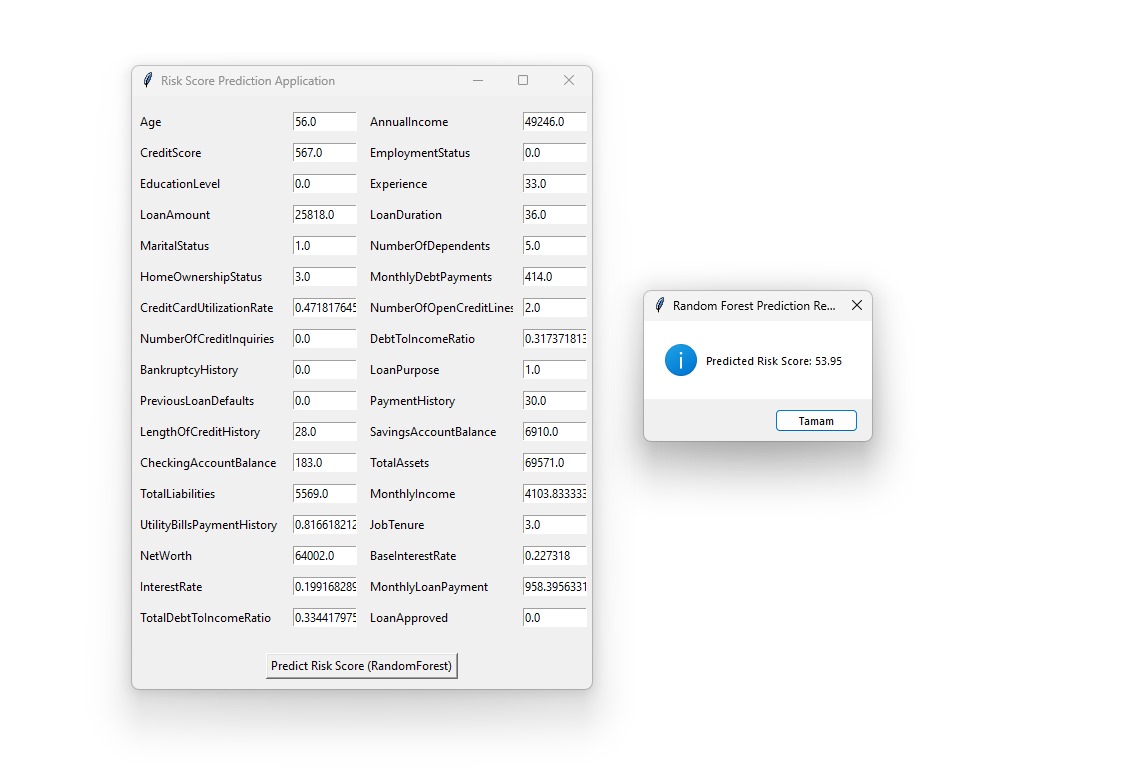 Risk Score Prediction Application
Age 56.0 AnnualIncome 49246.0
CreditScore 567.0 EmploymentStatus 0.0
EducationLevel 0.0 Experience 33.0
LoanAmount 25818.0 LoanDuration 36.0
MaritalStatus 1.0 NumberOfDependents 5.0
HomeOwnershipStatus 3.0 MonthlyDebtPayments 414.0
CreditCardUtilizationRate 0.471817645 NumberOfOpenCreditLines 2.0
NumberOfCreditInquiries 0.0 DebtToIncomeRatio 0.317371813
BankruptcyHistory 0.0 LoanPurpose 1.0
PreviousLoanDefaults 0.0 PaymentHistory 30.0
LengthOfCreditHistory 28.0 SavingsAccountBalance 6910.0
CheckingAccountBalance 183.0 TotalAssets 69571.0
TotalLiabilities 5569.0 MonthlyIncome 4103.833333
UtilityBillsPaymentHistory 0.816618212 JobTenure 3.0
NetWorth 64002.0 BaseInterestRate 0.227318
InterestRate 0.199168289 MonthlyLoanPayment 958.3956331
TotalDebtToIncomeRatio 0.334417975 LoanApproved 0.0
Predict Risk Score (RandomForest)
Random Forest Prediction Re...
Predicted Risk Score: 53.95
Tamam